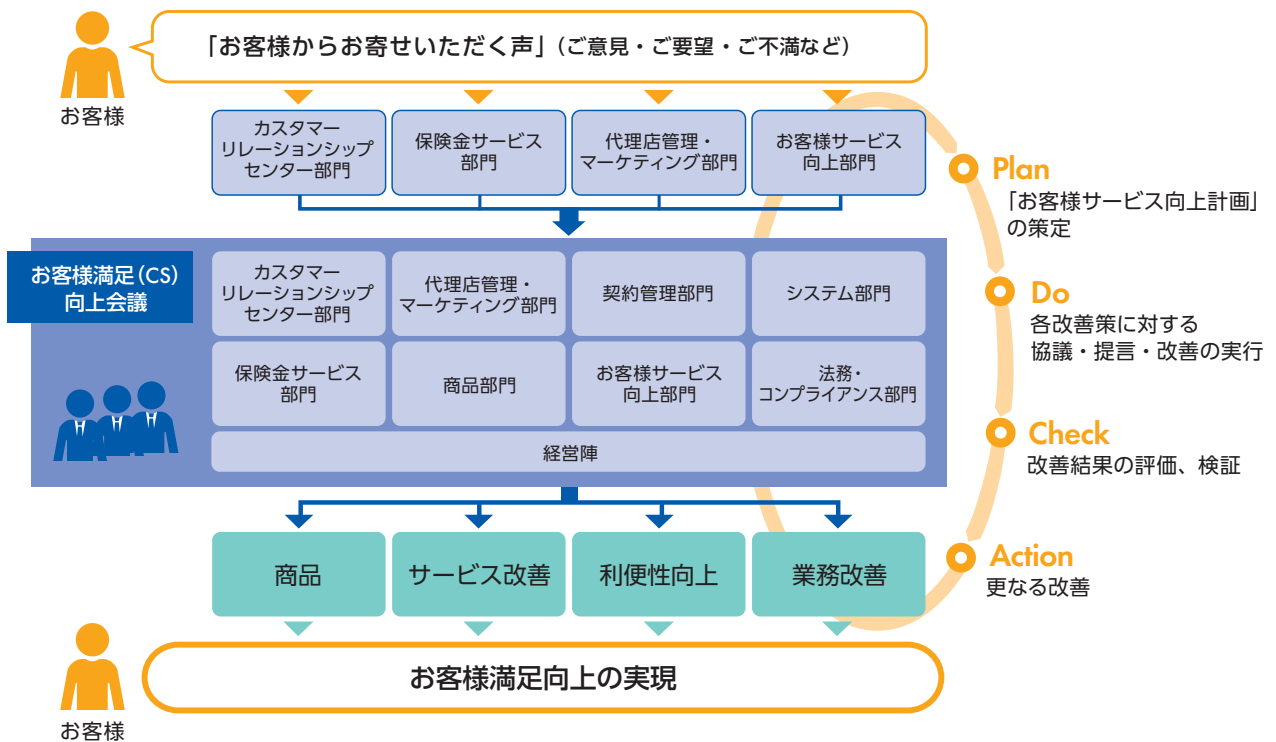 「お客様からお寄せいただく声」（ご意見・ご要望・ご不満など）
お客様
カスタマー
リレーションシップ
センター部門
保険金サービス
部門
代理店管理・
マーケティング部門
お客様サービス
向上部門
Plan
「お客様サービス向上計画」
の策定
お客様満足（CS）
向上会議
カスタマー
リレーションシップ
センター部門
代理店管理・
マーケティング部門
契約管理部門
システム部門
Do
各改善策に対する
協議・提言・改善の実行
保険金サービス
部門
商品部門
お客様サービス
向上部門
法務・
コンプライアンス部門
経営陣
Check
改善結果の評価、検証
商品
サービス改善
利便性向上
業務改善
Action
更なる改善
お客様満足向上の実現
お客様